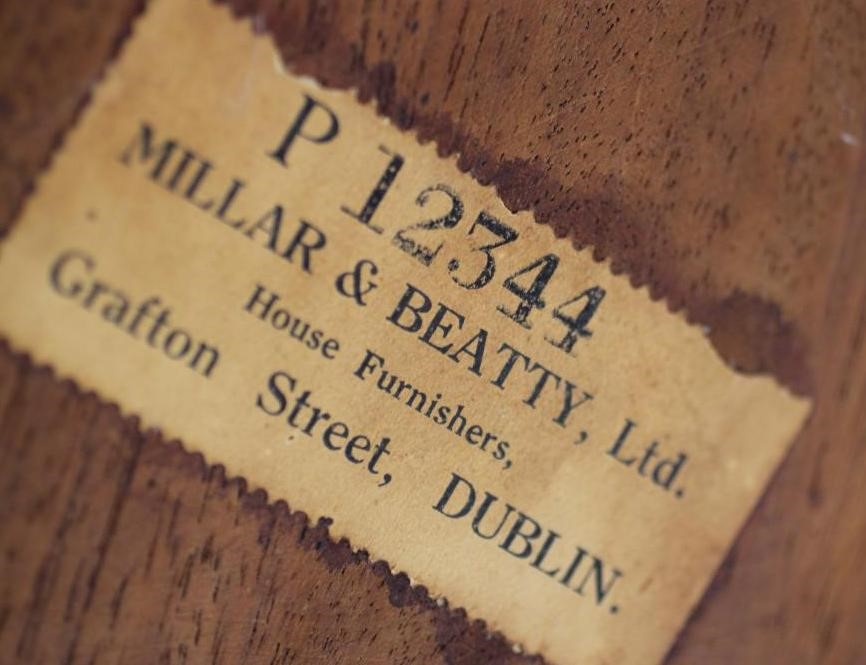 P 12344
MILLAR & BEATTY, Ltd.
House Furnishers,
Grafton Street, DUBLIN.